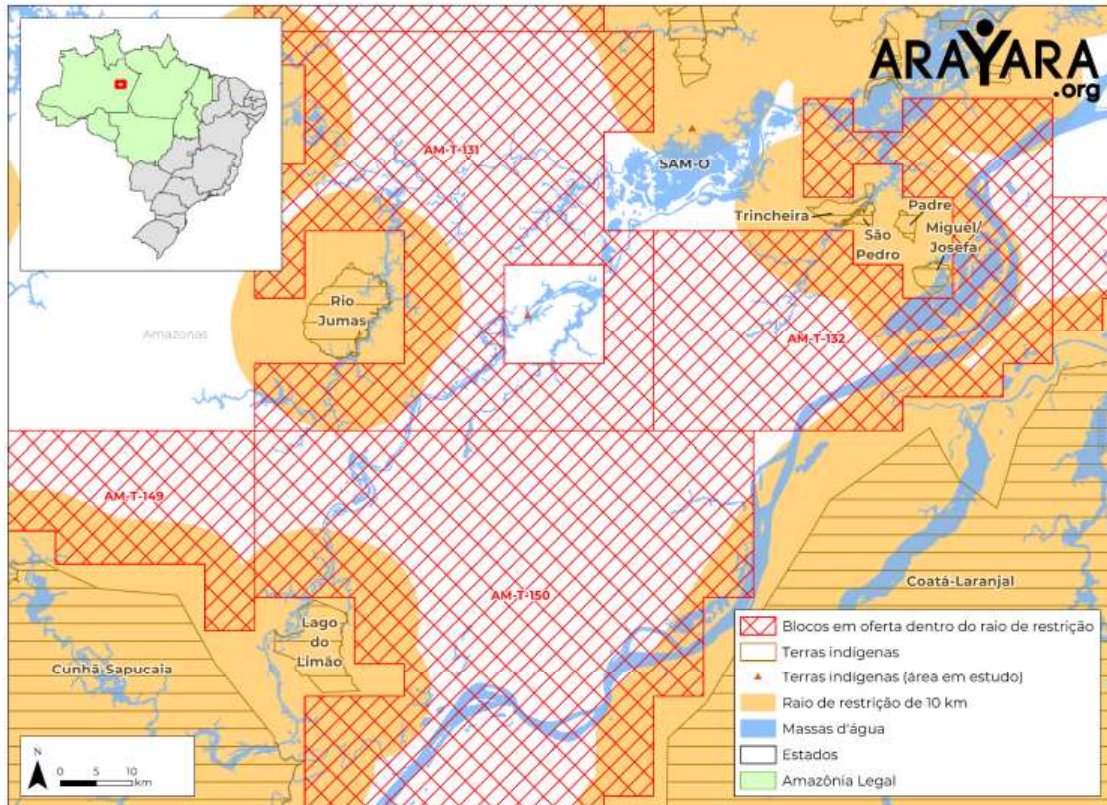 ARAYARA
.org
AM-T-131
SAM-O
Trincheira
Padre
São
Pedro
Miguel/
Josefa
Rio
Jumas
Amazonas
AM-T-132
AM-T-149
AM-T-150
Coatá-Laranjal
Lago
do
Limão
Cunhã-Sapucaia
Blocos em oferta dentro do raio de restrição
Terras indígenas
Terras indígenas (área em estudo)
Raio de restrição de 10 km
Massas d'água
Estados
Amazônia Legal
N
0 5 10
km